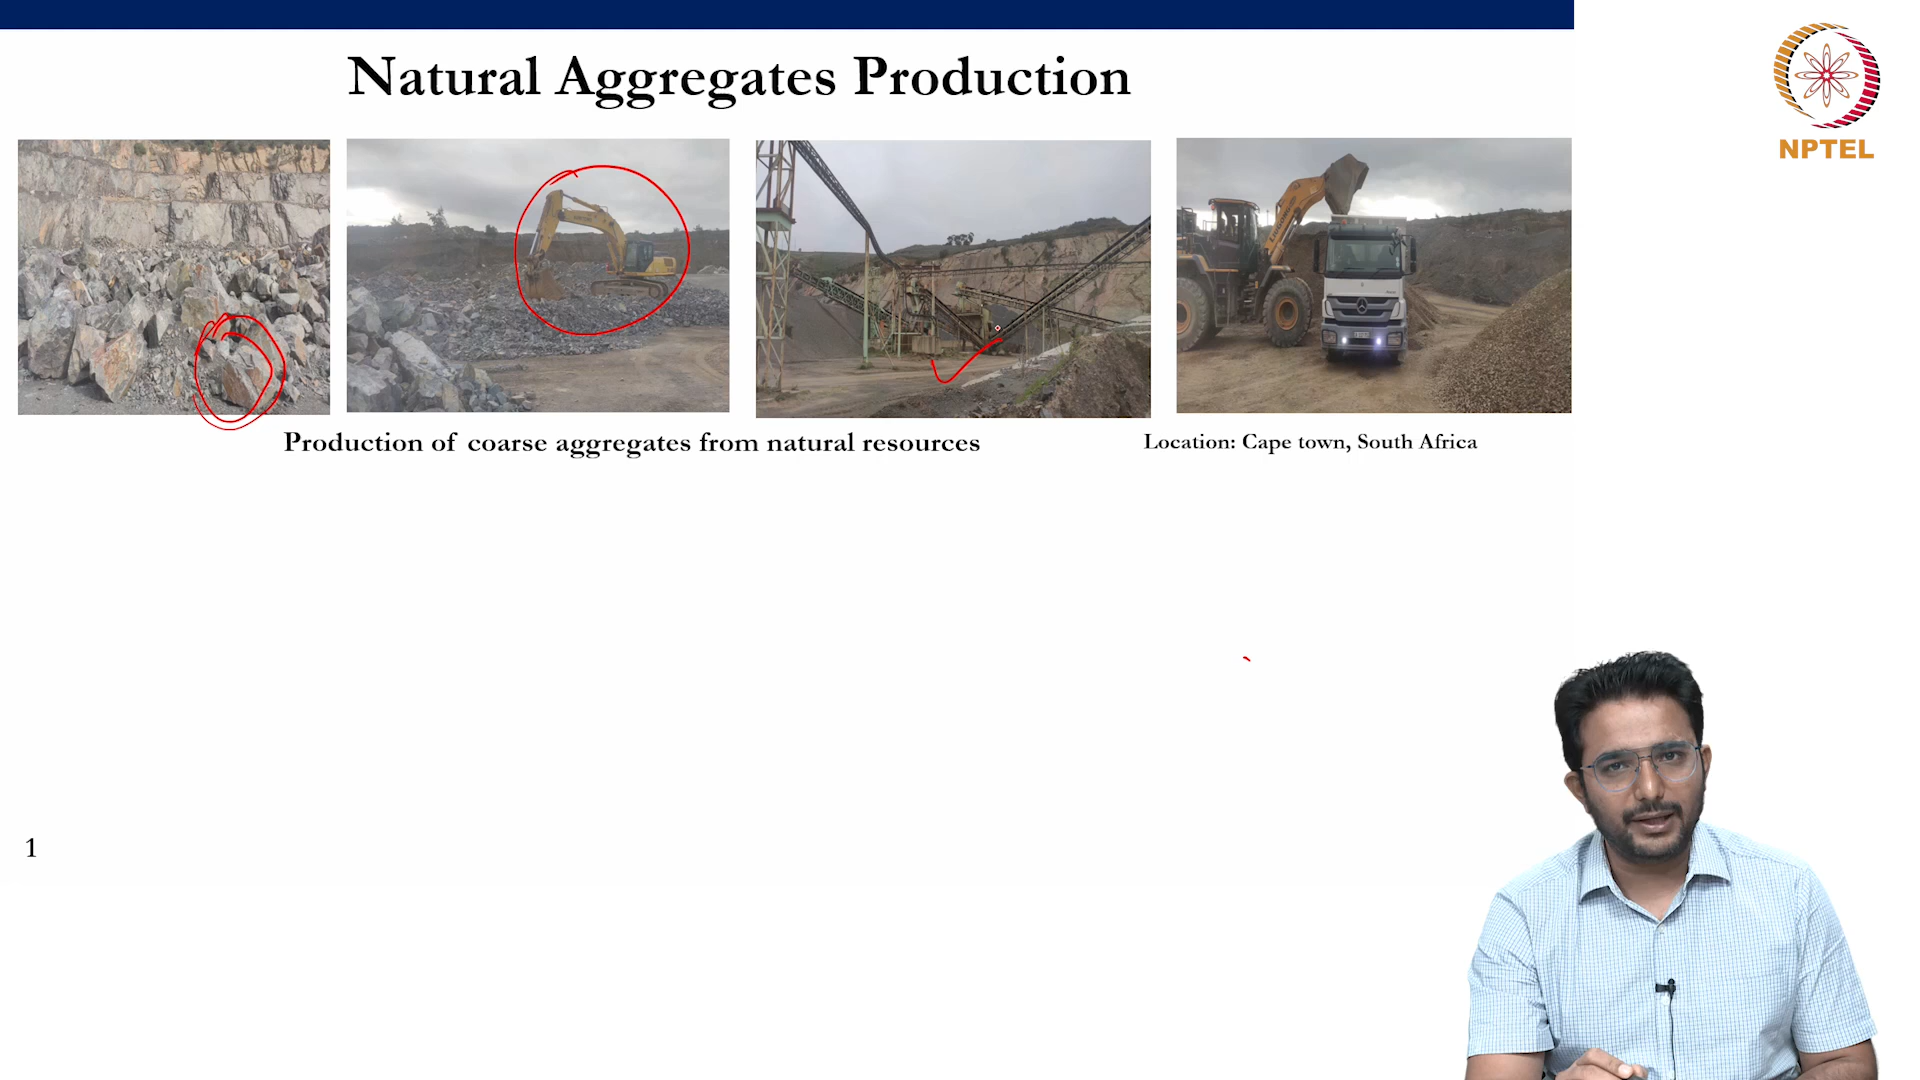 Natural Aggregates Production
NPTEL
Production of coarse aggregates from natural resources
Location: Cape town, South Africa
1